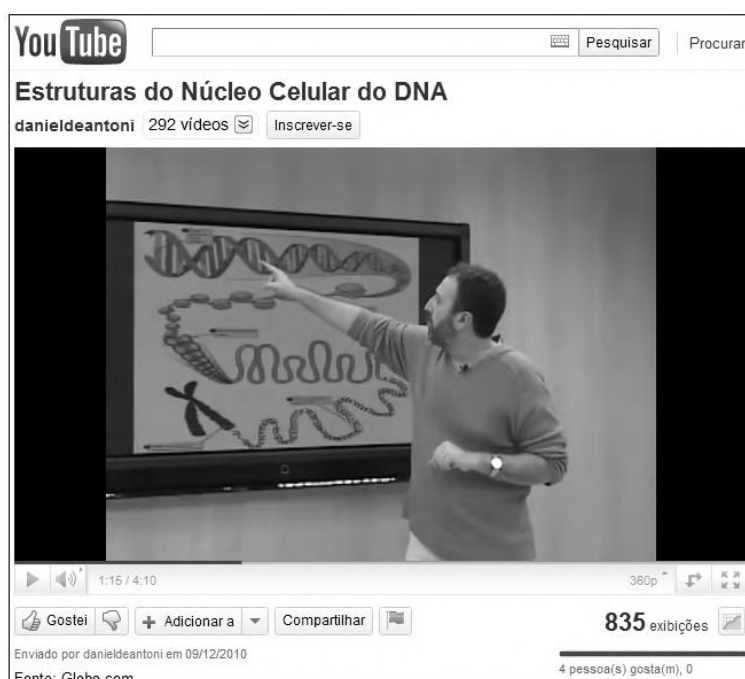 YouTube Pesquisar Procurar
Estruturas do Núcleo Celular do DNA
danieldeantoni 292 vídeos Inscrever-se
1:15 / 4:10 360p
Gostei Adicionar a Compartilhar 835 exibições
Enviado por danieldeantoni em 09/12/2010
4 pessoa(s) gosta(m), 0
Fonte: Globo.com